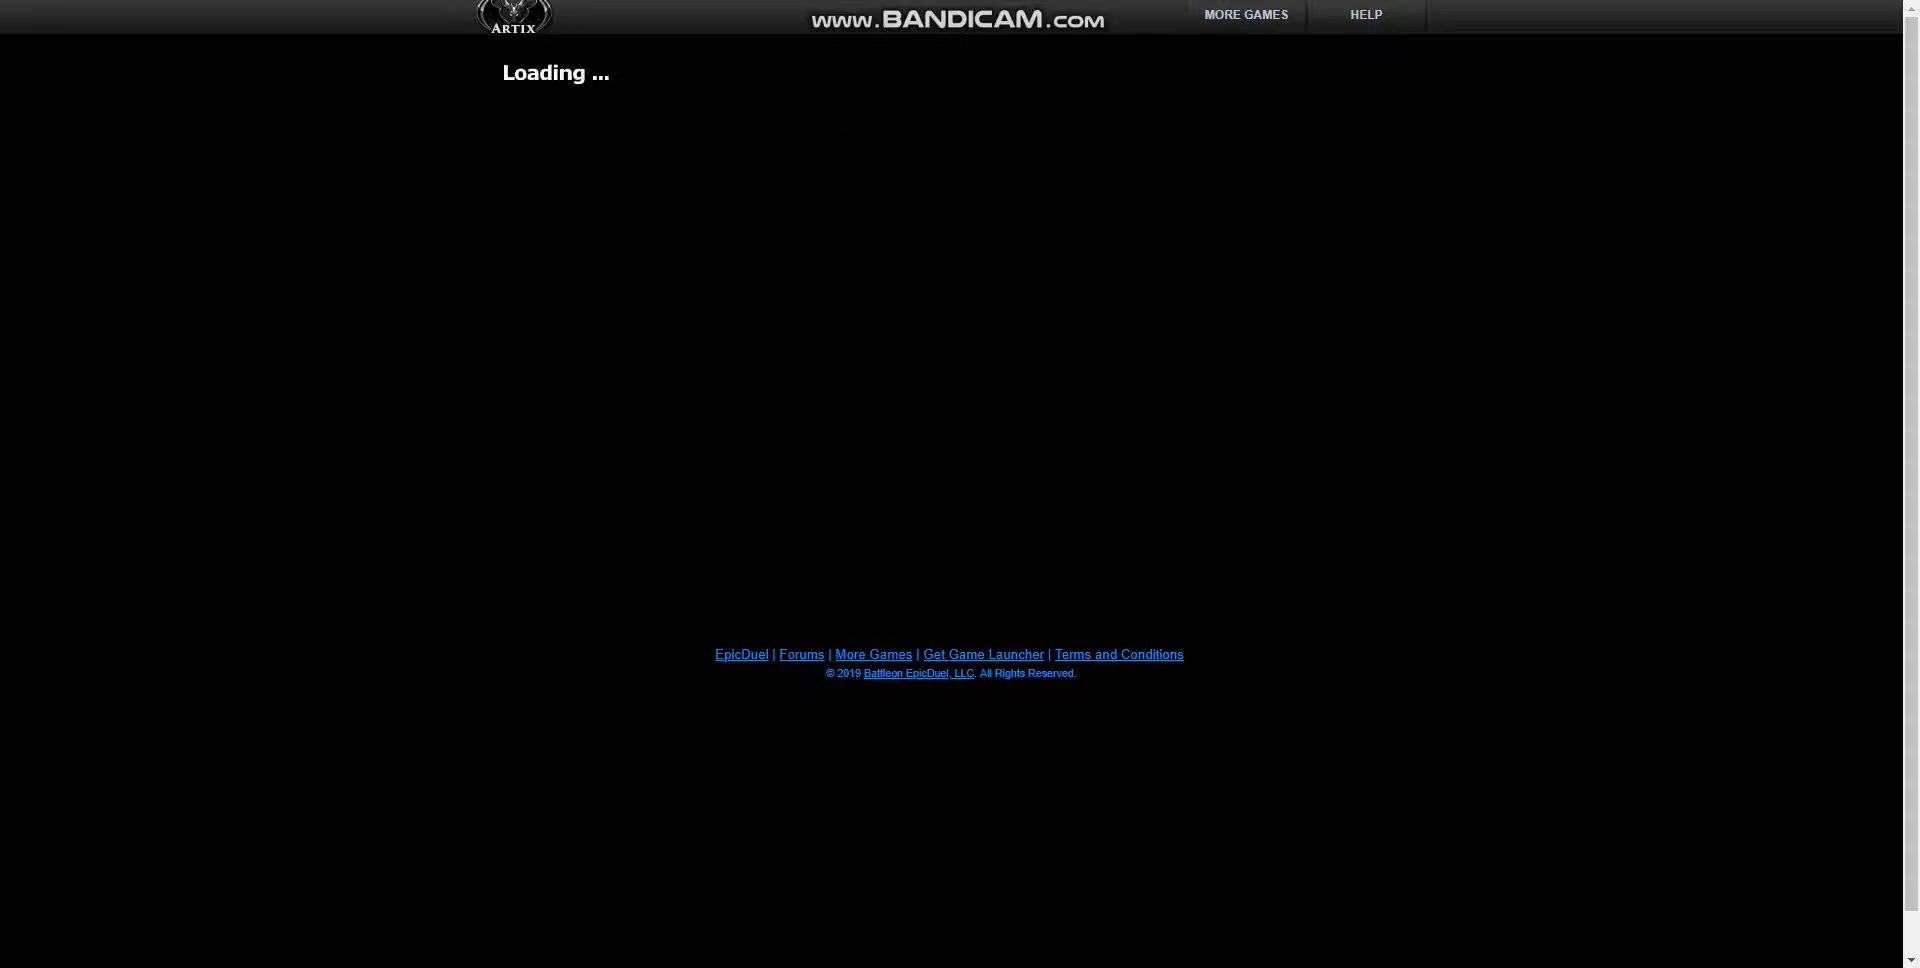 ARTIX
www.BANDICAM.com
MORE GAMES
HELP
Loading ...
EpicDuel | Forums | More Games | Get Game Launcher | Terms and Conditions
© 2019 Battleon EpicDuel, LLC. All Rights Reserved.